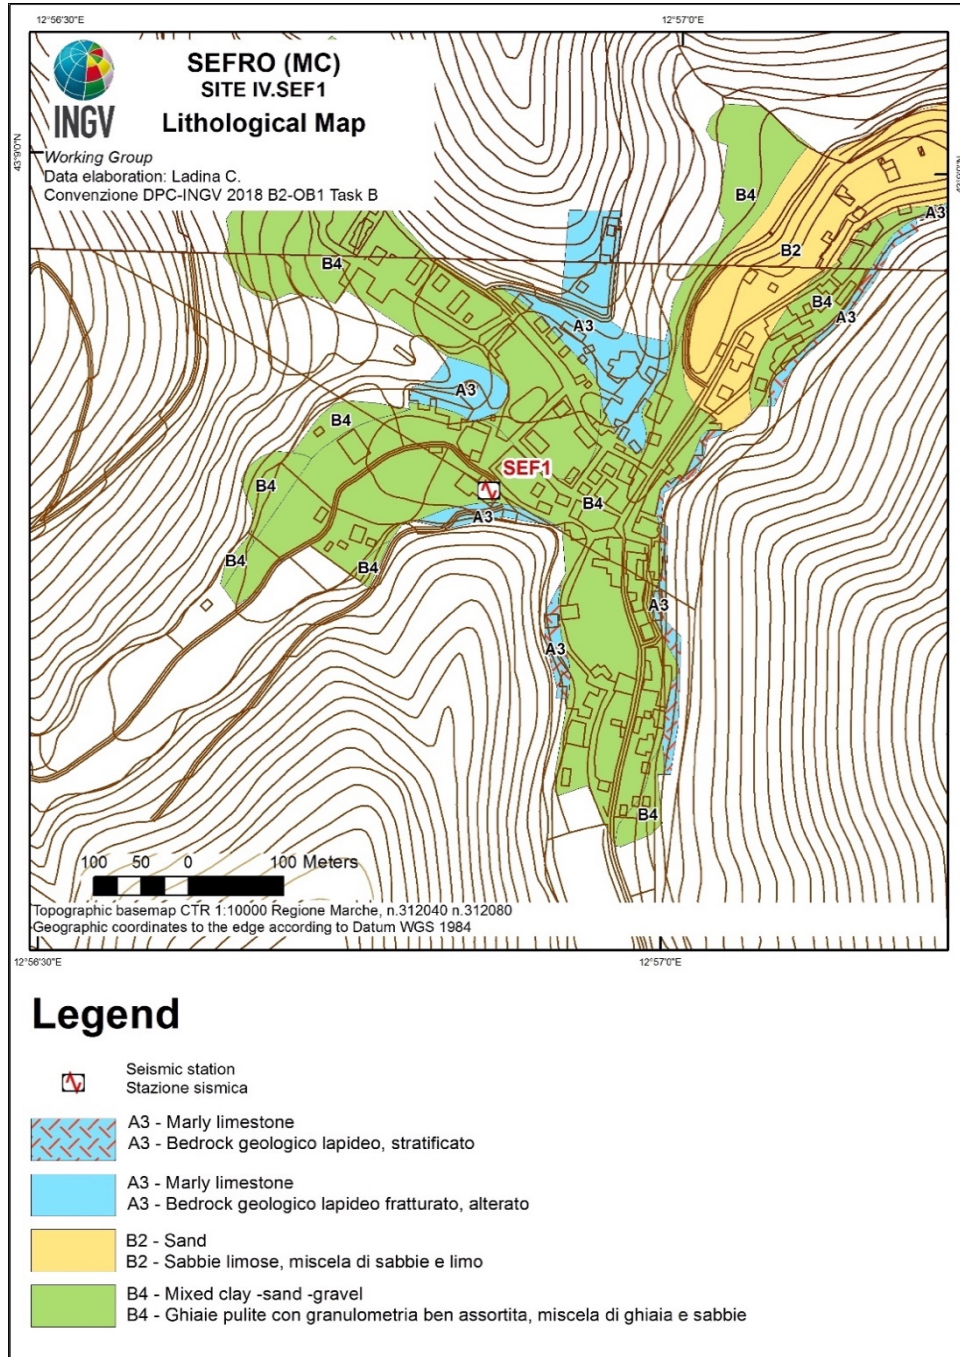 12°56'30"E
12°57'0"E
SEFRO (MC)
SITE IV.SEF1
Lithological Map
INGV
Working Group
Data elaboration: Ladina C.
Convenzione DPC-INGV 2018 B2-OB1 Task B
43°9'0"N
B4
A3
B2
B4
B4
A3
A3
A3
B4
SEF1
B4
B4
A3
B4
B4
A3
A3
B4
100 50 0 100 Meters
Topographic basemap CTR 1:10000 Regione Marche, n.312040 n.312080
Geographic coordinates to the edge according to Datum WGS 1984
12°56'30"E
12°57'0"E
Legend
Seismic station
Stazione sismica
A3 - Marly limestone
A3 - Bedrock geologico lapideo, stratificato
A3 - Marly limestone
A3 - Bedrock geologico lapideo fratturato, alterato
B2 - Sand
B2 - Sabbie limose, miscela di sabbie e limo
B4 - Mixed clay -sand -gravel
B4 - Ghiaie pulite con granulometria ben assortita, miscela di ghiaia e sabbie